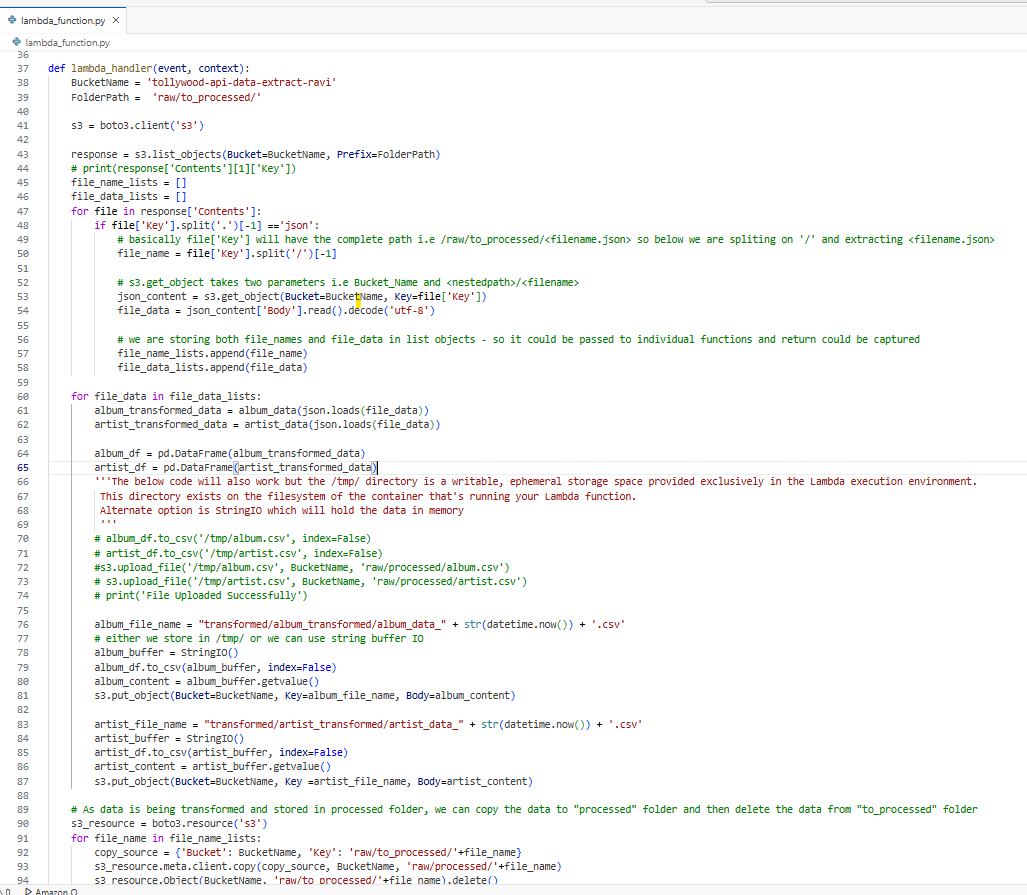 lambda_function.py ×
lambda_function.py
36
37 def lambda_handler(event, context):
38 BucketName = 'tollywood-api-data-extract-ravi'
39 FolderPath =  'raw/to_processed/'
40
41 s3 = boto3.client('s3')
42
43 response = s3.list_objects(Bucket=BucketName, Prefix=FolderPath)
44 # print(response['Contents'][1]['Key'])
45 file_name_lists = []
46 file_data_lists = []
47 for file in response['Contents']:
48 if file['Key'].split('.')[-1] =='json':
49 # basically file['Key'] will have the complete path i.e /raw/to_processed/<filename.json> so below we are spliting on '/' and extracting <filename.json>
50 file_name = file['Key'].split('/')[-1]
51
52 # s3.get_object takes two parameters i.e Bucket_Name and <nestedpath>/<filename>
53 json_content = s3.get_object(Bucket=BucketName, Key=file['Key'])
54 file_data = json_content['Body'].read().decode('utf-8')
55
56 # we are storing both file_names and file_data in list objects - so it could be passed to individual functions and return could be captured
57 file_name_lists.append(file_name)
58 file_data_lists.append(file_data)
59
60 for file_data in file_data_lists:
61 album_transformed_data = album_data(json.loads(file_data))
62 artist_transformed_data = artist_data(json.loads(file_data))
63
64 album_df = pd.DataFrame(album_transformed_data)
65 artist_df = pd.DataFrame(artist_transformed_data)
66 '''The below code will also work but the /tmp/ directory is a writable, ephemeral storage space provided exclusively in the Lambda execution environment.
67 This directory exists on the filesystem of the container that's running your Lambda function.
68 Alternate option is StringIO which will hold the data in memory
69 '''
70 # album_df.to_csv('/tmp/album.csv', index=False)
71 # artist_df.to_csv('/tmp/artist.csv', index=False)
72 #s3.upload_file('/tmp/album.csv', BucketName, 'raw/processed/album.csv')
73 # s3.upload_file('/tmp/artist.csv', BucketName, 'raw/processed/artist.csv')
74 # print('File Uploaded Successfully')
75
76 album_file_name = "transformed/album_transformed/album_data_" + str(datetime.now()) + '.csv'
77 # either we store in /tmp/ or we can use string buffer IO
78 album_buffer = StringIO()
79 album_df.to_csv(album_buffer, index=False)
80 album_content = album_buffer.getvalue()
81 s3.put_object(Bucket=BucketName, Key=album_file_name, Body=album_content)
82
83 artist_file_name = "transformed/artist_transformed/artist_data_" + str(datetime.now()) + '.csv'
84 artist_buffer = StringIO()
85 artist_df.to_csv(artist_buffer, index=False)
86 artist_content = artist_buffer.getvalue()
87 s3.put_object(Bucket=BucketName, Key =artist_file_name, Body=artist_content)
88
89 # As data is being transformed and stored in processed folder, we can copy the data to "processed" folder and then delete the data from "to_processed" folder
90 s3_resource = boto3.resource('s3')
91 for file_name in file_name_lists:
92 copy_source = {'Bucket': BucketName, 'Key': 'raw/to_processed/'+file_name}
93 s3_resource.meta.client.copy(copy_source, BucketName, 'raw/processed/'+file_name)
94 s3_resource.Object(BucketName, 'raw/to_processed/'+file_name).delete()
0 Amazon Q